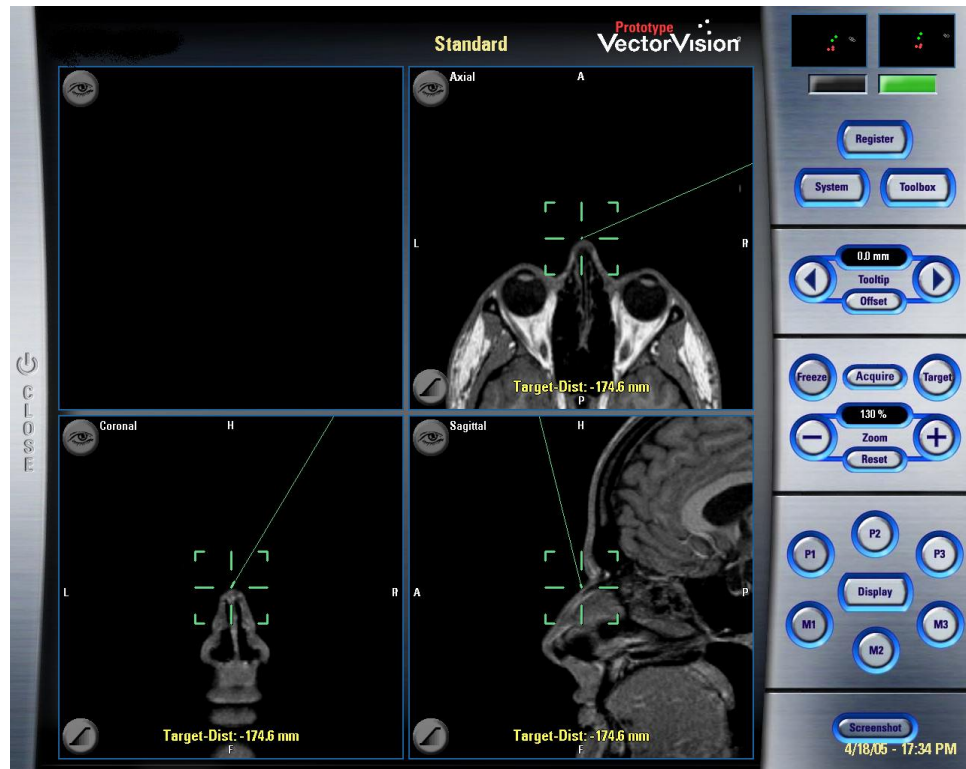 Standard
Prototype
VectorVision²
Axial
A
L
R
Target-Dist: -174.6 mm
P
Coronal
H
L
R
Target-Dist: -174.6 mm
F
Sagittal
H
A
P
Target-Dist: -174.6 mm
F
CLOSE
Register
System
Toolbox
0.0 mm
Tooltip
Offset
Freeze
Acquire
Target
130 %
Zoom
Reset
P1
P2
P3
Display
M1
M2
M3
Screenshot
4/18/05 - 17:34 PM